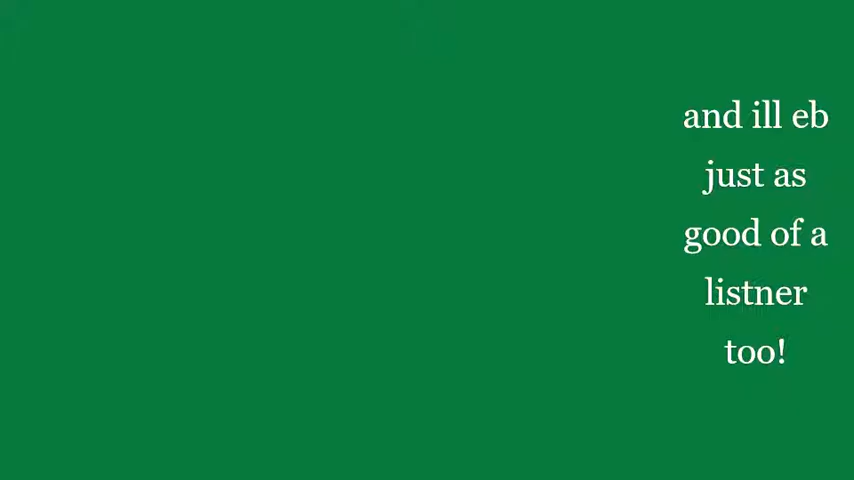 and ill eb
just as
good of a
listner
too!